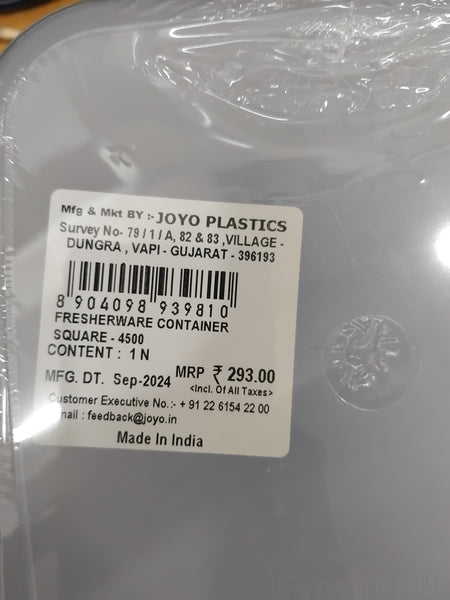 Mfg & Mkt BY :- JOYO PLASTICS
Survey No- 79 / 1 / A, 82 & 83 ,VILLAGE -
DUNGRA , VAPI - GUJARAT - 396193
8 904098 939810
FRESHERWARE CONTAINER
SQUARE - 4500
CONTENT : 1 N
MRP ₹ 293.00
MFG. DT. Sep-2024
<Incl. Of All Taxes>
Customer Executive No.:- + 91 22 6154 22 00
Email : feedback@joyo.in
Made In India